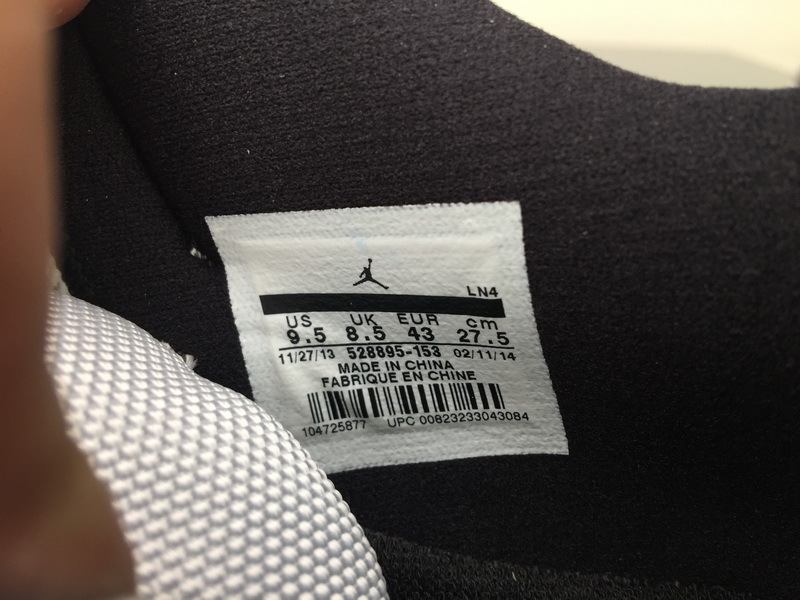 LN4
US UK EUR cm
9.5 8.5 43 27.5
11/27/13 528895-153 02/11/14
MADE IN CHINA
FABRIQUE EN CHINE
104725877 UPC 00823233043084